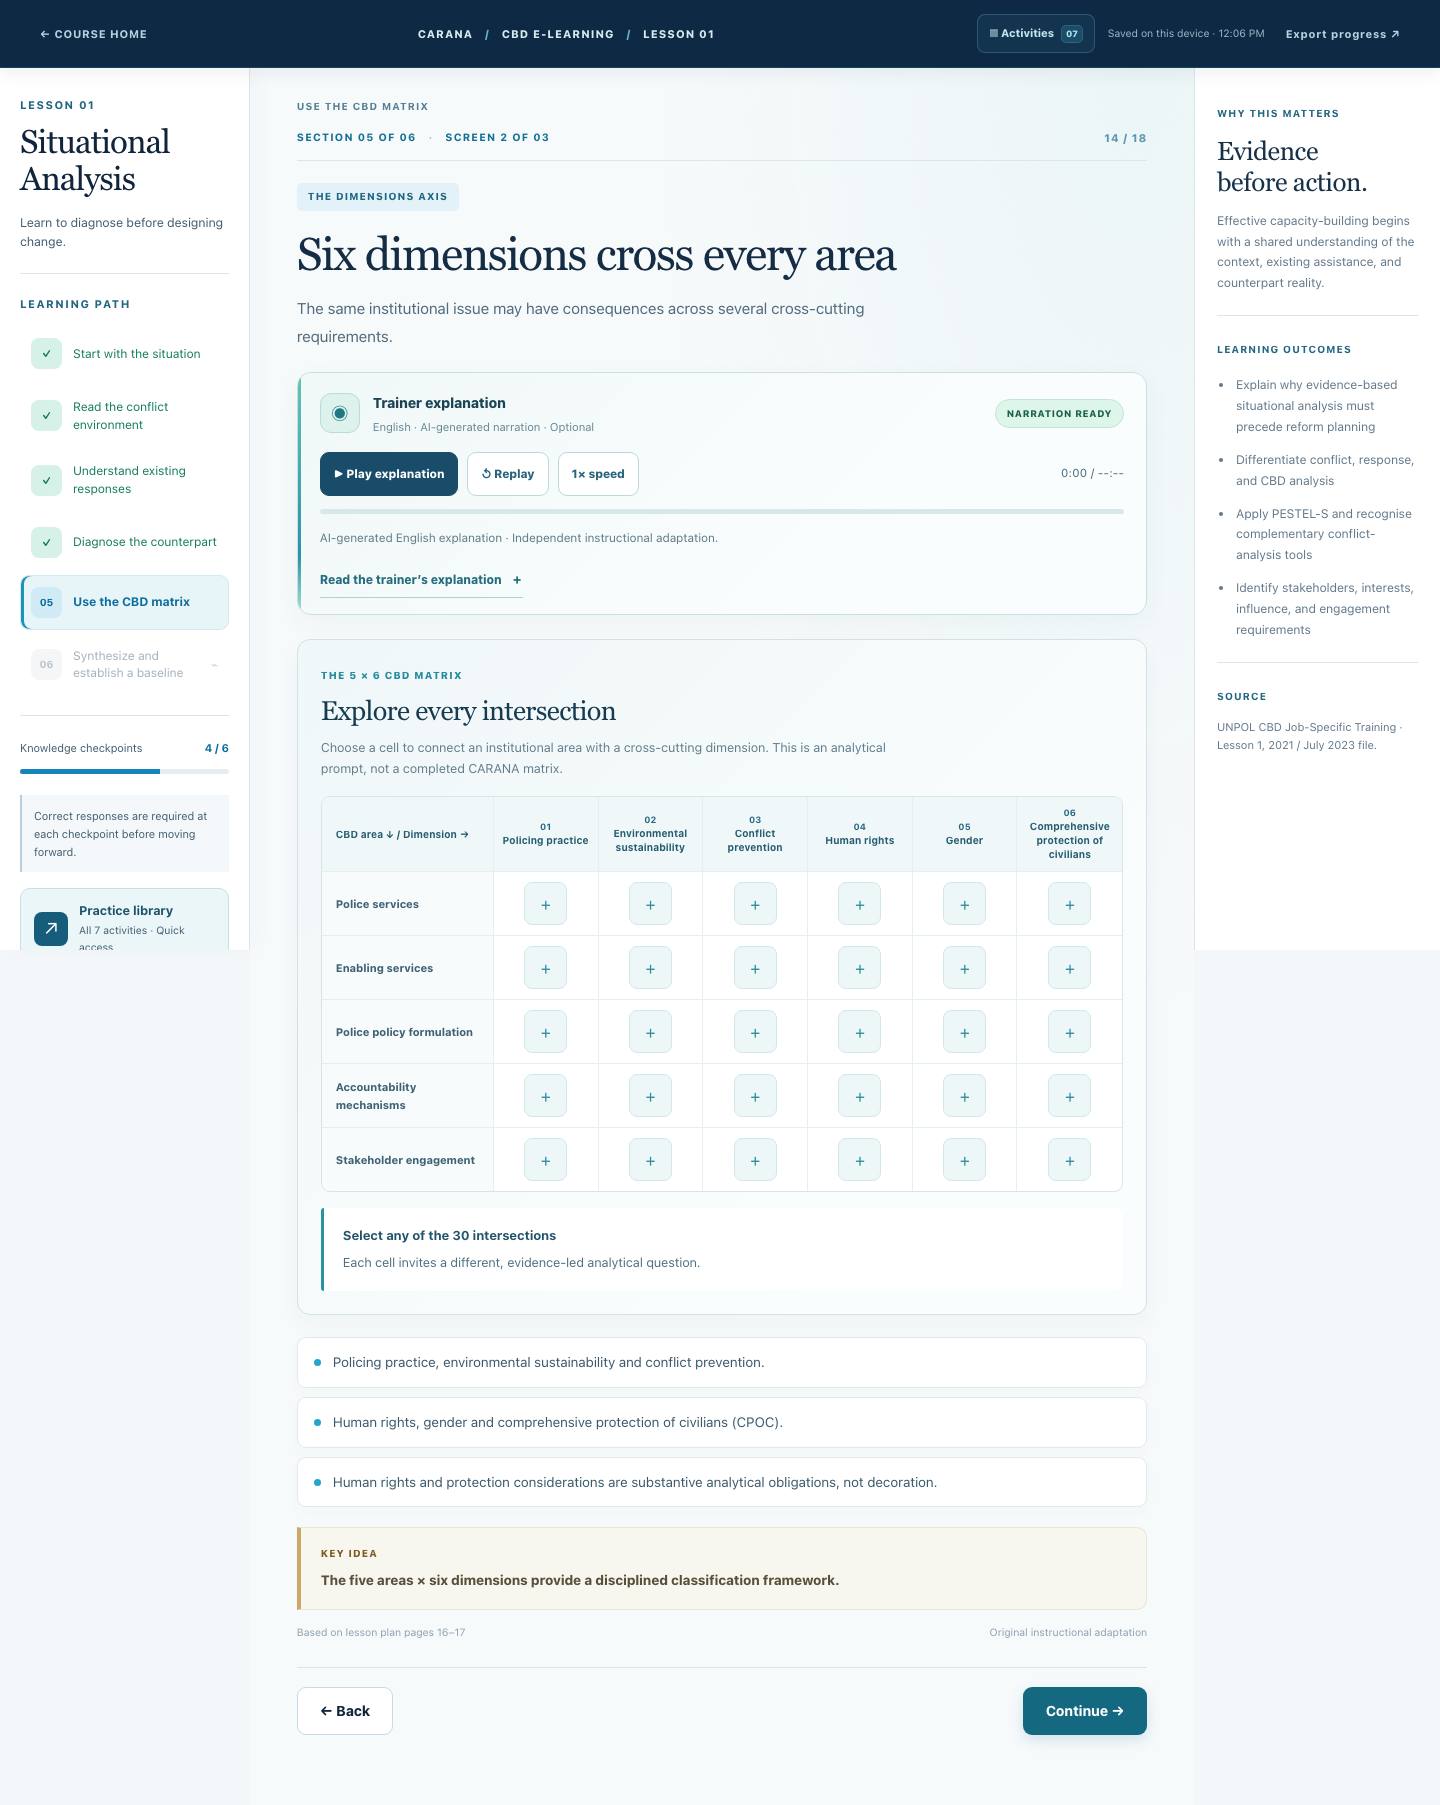 ← COURSE HOME
CARANA / CBD E-LEARNING / LESSON 01
Activities 07
Saved on this device · 12:06 PM
Export progress ↗
LESSON 01
Situational
Analysis
Learn to diagnose before designing
change.
LEARNING PATH
✓ Start with the situation
✓ Read the conflict
environment
✓ Understand existing
responses
✓ Diagnose the counterpart
05 Use the CBD matrix
06 Synthesize and
establish a baseline
Knowledge checkpoints 4 / 6
Correct responses are required at
each checkpoint before moving
forward.
↗ Practice library
All 7 activities · Quick
access
USE THE CBD MATRIX
SECTION 05 OF 06 · SCREEN 2 OF 03
14 / 18
THE DIMENSIONS AXIS
Six dimensions cross every area
The same institutional issue may have consequences across several cross-cutting
requirements.
Trainer explanation
English · AI-generated narration · Optional
NARRATION READY
▶ Play explanation
↺ Replay
1× speed
0:00 / --:--
AI-generated English explanation · Independent instructional adaptation.
Read the trainer’s explanation +
THE 5 × 6 CBD MATRIX
Explore every intersection
Choose a cell to connect an institutional area with a cross-cutting dimension. This is an analytical
prompt, not a completed CARANA matrix.
CBD area ↓ / Dimension →
01
Policing practice
02
Environmental
sustainability
03
Conflict
prevention
04
Human rights
05
Gender
06
Comprehensive
protection of
civilians
Police services + + + + + +
Enabling services + + + + + +
Police policy formulation + + + + + +
Accountability
mechanisms + + + + + +
Stakeholder engagement + + + + + +
Select any of the 30 intersections
Each cell invites a different, evidence-led analytical question.
Policing practice, environmental sustainability and conflict prevention.
Human rights, gender and comprehensive protection of civilians (CPOC).
Human rights and protection considerations are substantive analytical obligations, not decoration.
KEY IDEA
The five areas × six dimensions provide a disciplined classification framework.
Based on lesson plan pages 16–17
Original instructional adaptation
← Back
Continue →
WHY THIS MATTERS
Evidence
before action.
Effective capacity-building begins
with a shared understanding of the
context, existing assistance, and
counterpart reality.
LEARNING OUTCOMES
• Explain why evidence-based
situational analysis must
precede reform planning
• Differentiate conflict, response,
and CBD analysis
• Apply PESTEL-S and recognise
complementary conflict-
analysis tools
• Identify stakeholders, interests,
influence, and engagement
requirements
SOURCE
UNPOL CBD Job-Specific Training ·
Lesson 1, 2021 / July 2023 file.